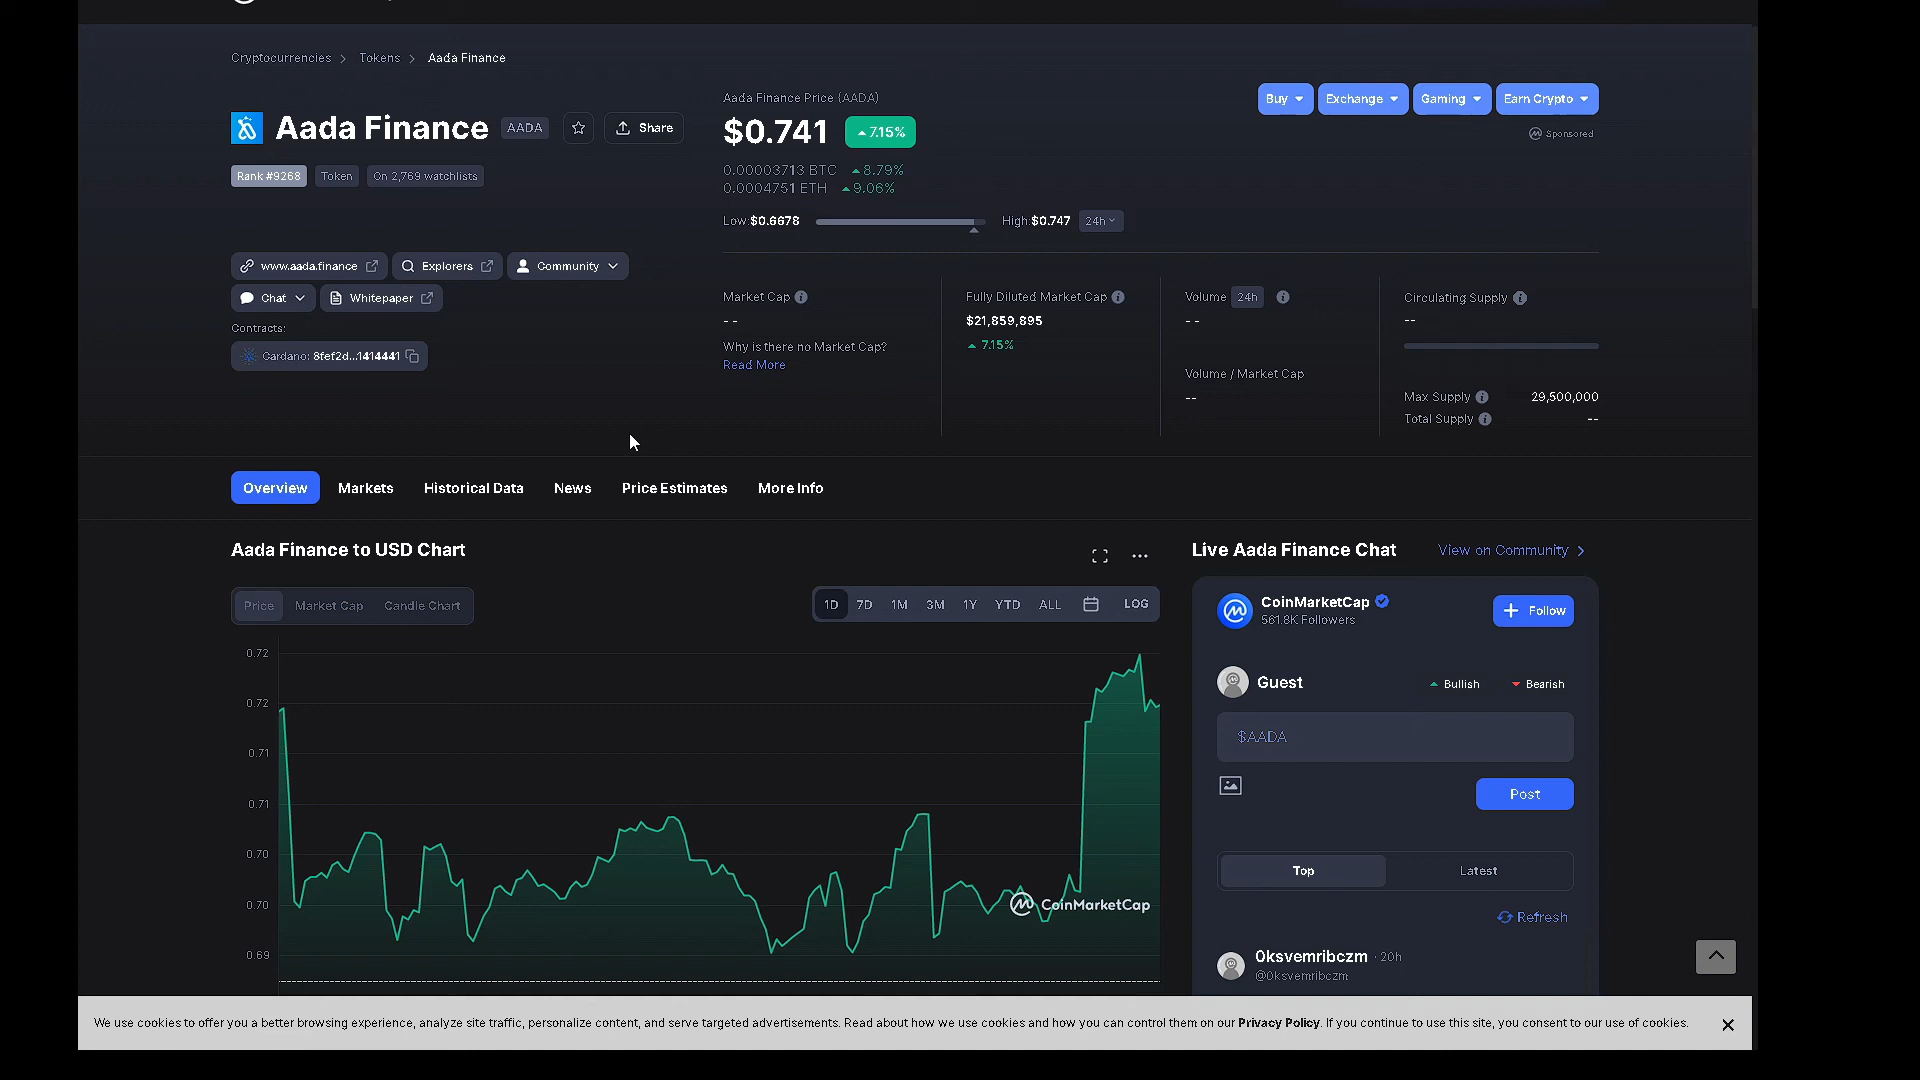 Cryptocurrencies > Tokens > Aada Finance
Aada Finance AADA Share
Rank #9268 Token On 2,769 watchlists
www.aada.finance Explorers Community
Chat Whitepaper
Contracts:
Cardano: 8fef2d...1414441
Aada Finance Price (AADA)
$0.741 7.15%
0.00003713 BTC 8.79%
0.0004751 ETH 9.06%
Low:$0.6678 High:$0.747 24h
Buy Exchange Gaming Earn Crypto
Sponsored
Market Cap
- -
Why is there no Market Cap?
Read More
Fully Diluted Market Cap
$21,859,895
7.15%
Volume 24h
- -
Volume / Market Cap
--
Circulating Supply
--
Max Supply 29,500,000
Total Supply --
Overview Markets Historical Data News Price Estimates More Info
Aada Finance to USD Chart
Price Market Cap Candle Chart
1D 7D 1M 3M 1Y YTD ALL LOG
0.72
0.72
0.71
0.71
0.70
0.70
0.69
CoinMarketCap
Live Aada Finance Chat View on Community
CoinMarketCap
561.8K Followers
Follow
Guest Bullish Bearish
$AADA
Post
Top Latest
Refresh
0ksvemribczm · 20h
@0ksvemribczm
We use cookies to offer you a better browsing experience, analyze site traffic, personalize content, and serve targeted advertisements. Read about how we use cookies and how you can control them on our Privacy Policy. If you continue to use this site, you consent to our use of cookies.